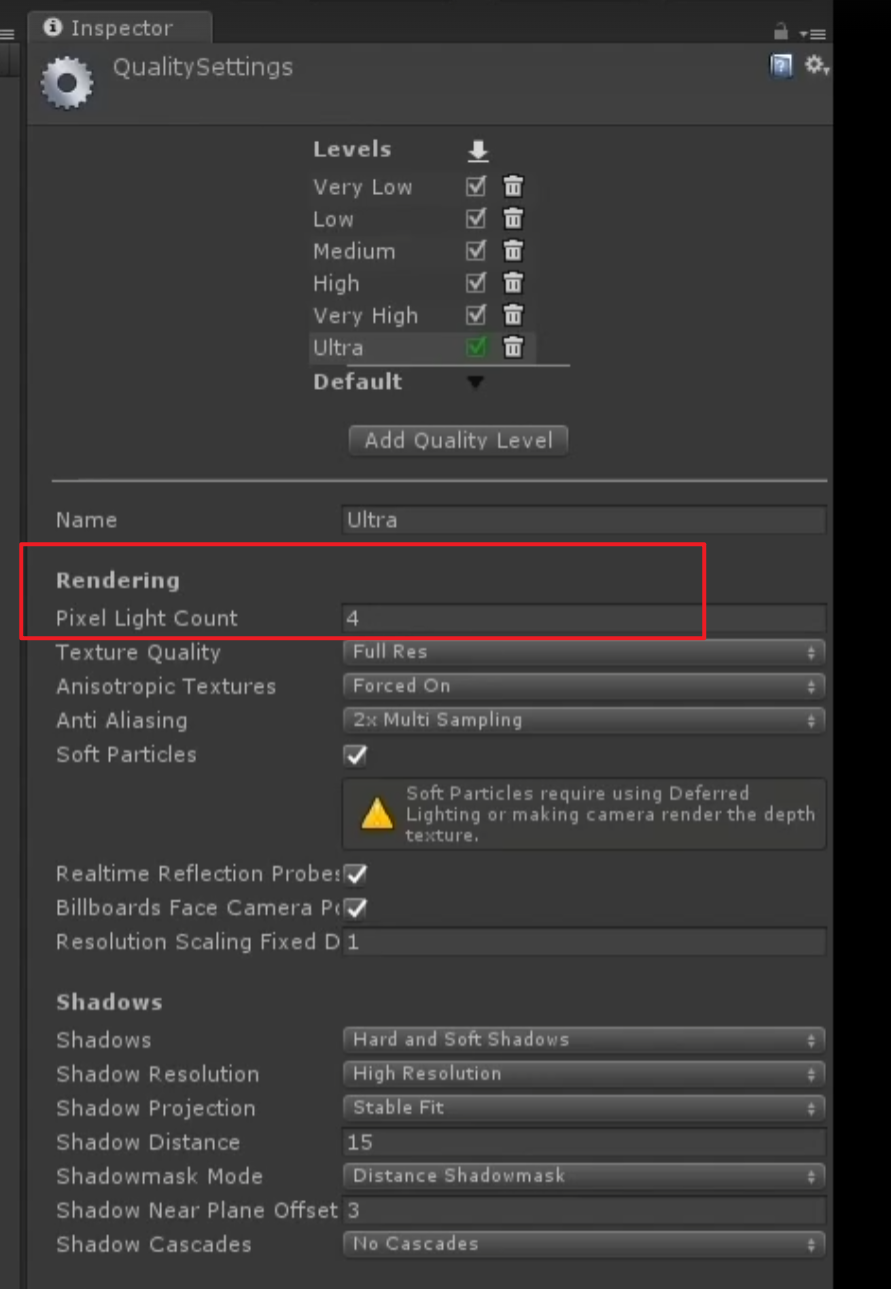 Inspector
QualitySettings
Levels
Very Low
Low
Medium
High
Very High
Ultra
Default
Add Quality Level
Name Ultra
Rendering
Pixel Light Count 4
Texture Quality Full Res
Anisotropic Textures Forced On
Anti Aliasing 2x Multi Sampling
Soft Particles
Soft Particles require using Deferred
Lighting or making camera render the depth
texture.
Realtime Reflection Probes
Billboards Face Camera Po
Resolution Scaling Fixed D 1
Shadows
Shadows Hard and Soft Shadows
Shadow Resolution High Resolution
Shadow Projection Stable Fit
Shadow Distance 15
Shadowmask Mode Distance Shadowmask
Shadow Near Plane Offset 3
Shadow Cascades No Cascades